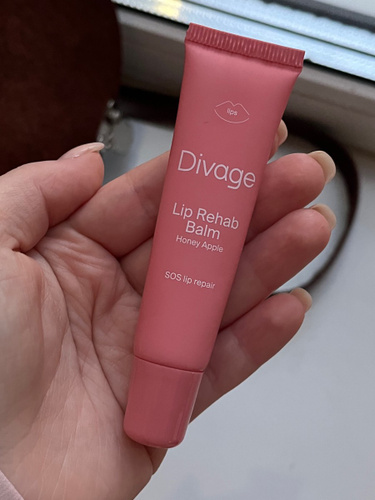 lips
Divage
Lip Rehab
Balm
Honey Apple
SOS lip repair